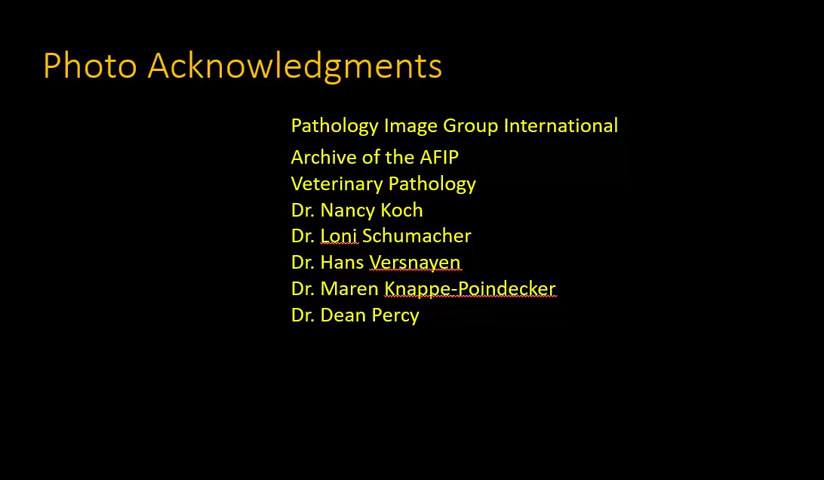 Photo Acknowledgments
Pathology Image Group International
Archive of the AFIP
Veterinary Pathology
Dr. Nancy Koch
Dr. Loni Schumacher
Dr. Hans Versnayen
Dr. Maren Knappe-Poindecker
Dr. Dean Percy